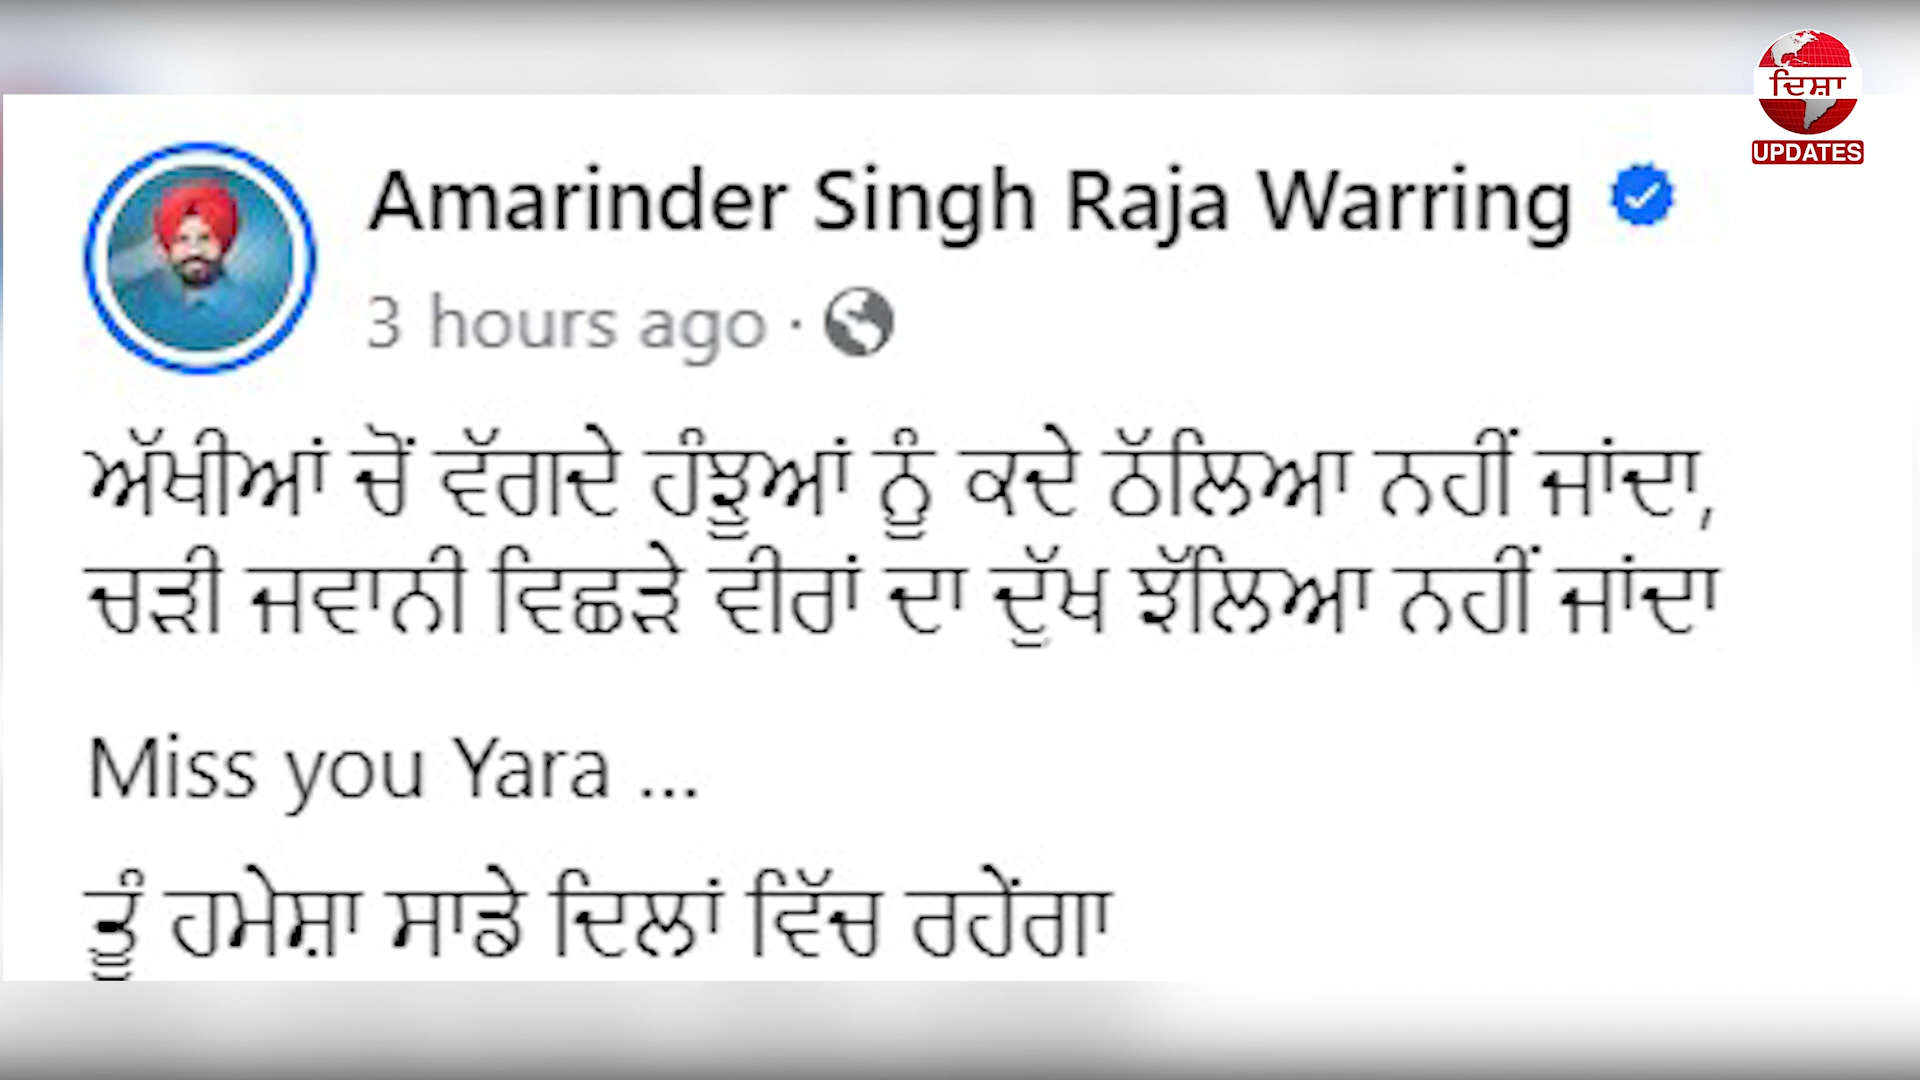 ਦਿਸ਼ਾ
UPDATES
Amarinder Singh Raja Warring
3 hours ago ·
ਅੱਖੀਆਂ ਚੋਂ ਵੱਗਦੇ ਹੰਝੂਆਂ ਨੂੰ ਕਦੇ ਠੱਲਿਆ ਨਹੀਂ ਜਾਂਦਾ,
ਚੜੀ ਜਵਾਨੀ ਵਿਛੜੇ ਵੀਰਾਂ ਦਾ ਦੁੱਖ ਝੱਲਿਆ ਨਹੀਂ ਜਾਂਦਾ
Miss you Yara ...
ਤੂੰ ਹਮੇਸ਼ਾ ਸਾਡੇ ਦਿਲਾਂ ਵਿੱਚ ਰਹੇਂਗਾ